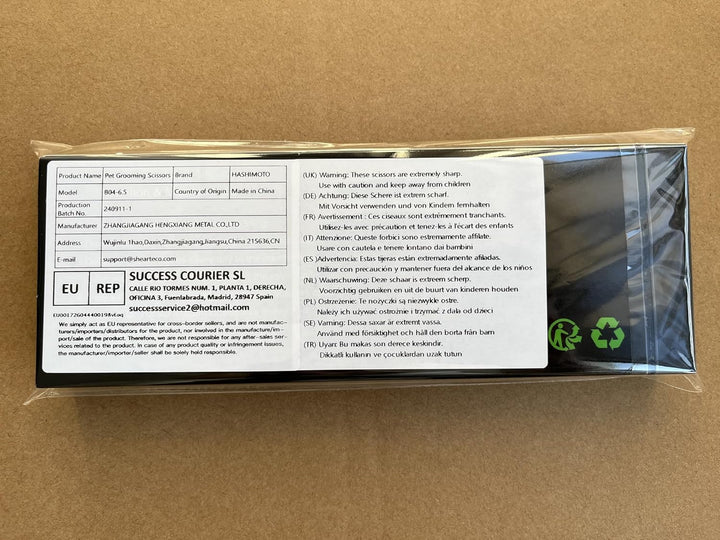 Product Name Pet Grooming Scissors Brand HASHIMOTO
Model B04-6.5 Country of Origin Made in China
Production Batch No. 240911-1
Manufacturer ZHANGJIAGANG HENGXIANG METAL CO,LTD
Address Wujinlu 1hao,Daxin,Zhangjiagang,Jiangsu,China 215636,CN
E-mail support@shearteco.com
EU REP
SUCCESS COURIER SL
CALLE RIO TORMES NUM. 1, PLANTA 1, DERECHA,
OFICINA 3, Fuenlabrada, Madrid, 28947 Spain
successservice2@hotmail.com
We simply act as EU representative for cross-border sellers, and are not manufac-
turers/importers/distributors for the product, nor involved in the manufacture/im-
port/sale of the product. Therefore, we are not responsible for any after-sales ser-
vices related to the product. In case of any product quality or infringement issues,
the manufacturer/importer/seller shall be solely held responsible.
(UK) Warning: These scissors are extremely sharp.
Use with caution and keep away from children
(DE) Achtung: Diese Schere ist extrem scharf.
Mit Vorsicht verwenden und von Kindem fernhalten
(FR) Avertissement : Ces ciseaux sont extrêmement tranchants.
Utilisez-les avec précaution et tenez-les à l'écart des enfants
(IT) Attenzione: Queste forbici sono estremamente affilate.
Usare con cautela e tenere lontano dai bambini
(ES )Advertencia: Estas tijeras están extremadamente afiladas.
Utilizar con precaución y mantener fuera del alcance de los niños
(NL) Waarschuwing: Deze schaar is extreem scherp.
Voorzichtig gebruiken en uit de buurt van kinderen houden
(PL) Ostrzeżenie: Te nożyczki są niezwykle ostre.
Należy ich używać ostrożnie i trzymać z dala od dzieci
(SE) Varning: Dessa saxar är extremt vassa.
Använd med försiktighet och håll den borta från barn
(TR) Uyarı: Bu makas son derece keskindir.
Dikkatli kullanın ve çocuklardan uzak tutun